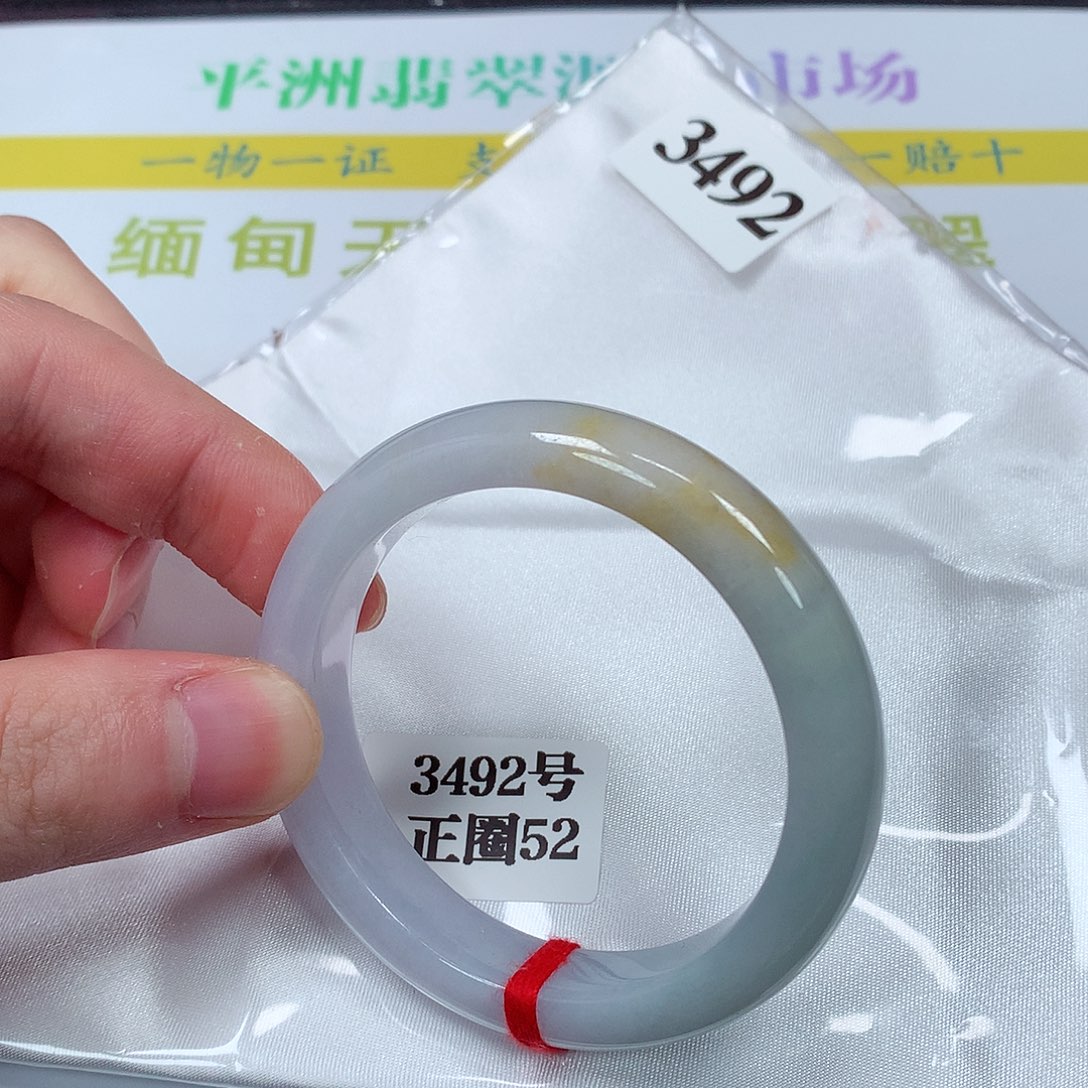 平洲翡翠 市场
一物一证 一赔十
缅甸
3492
3492号
正圈52